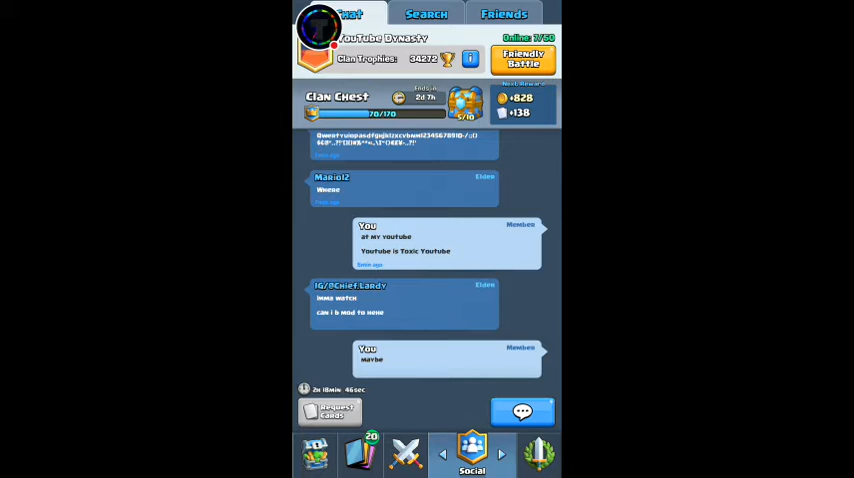 Chat
Search
Friends
YouTube Dynasty
Online: 7/50
Clan Trophies: 34272
i
Friendly
Battle
Clan Chest
Ends in
2d 7h
Next Reward
+828
70/170
5/10
+138
Mario12
Elder
Where
You
Member
at my youtube
Youtube is Toxic Youtube
IG/@Chief.Lardy
Elder
imma watch
can i b mod to hehe
You
Member
maybe
2h 18min 46sec
Request
Cards
20
Social